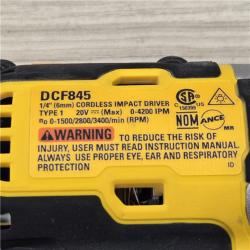 DCF845
1/4" (6mm) CORDLESS IMPACT DRIVER
TYPE 1 20V Max 0-4200 IPM
n₀ 0-1500/2800/3400/min (RPM)
NOM
ANCE
MR
WARNING TO REDUCE THE RISK OF
INJURY, USER MUST READ INSTRUCTION MANUAL.
ALWAYS USE PROPER EYE, EAR AND RESPIRATORY
PROTECTION.
ID